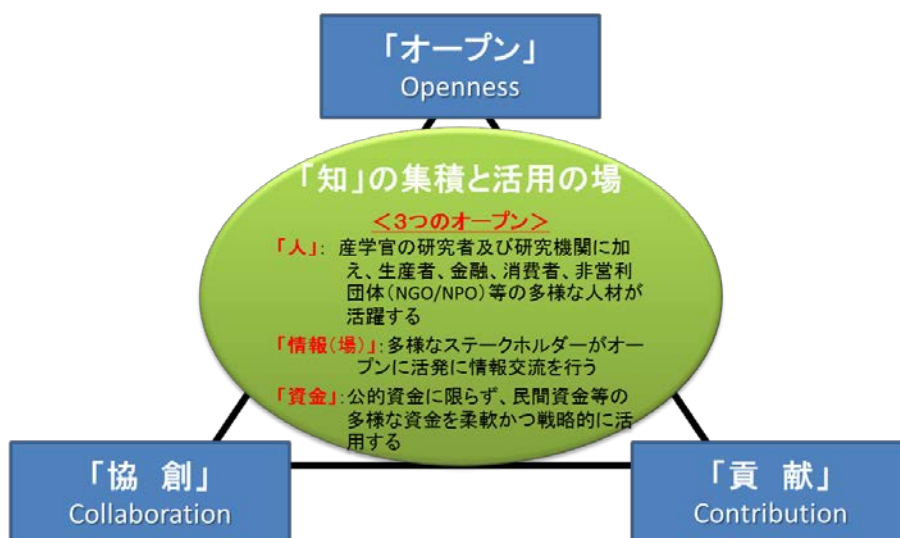 「オープン」
Openness
「知」の集積と活用の場
＜３つのオープン＞
「人」： 産学官の研究者及び研究機関に加
え、生産者、金融、消費者、非営利
団体（NGO/NPO）等の多様な人材が
活躍する
「情報（場）」：多様なステークホルダーがオー
プンに活発に情報交流を行う
「資金」：公的資金に限らず、民間資金等の
多様な資金を柔軟かつ戦略的に活
用する
「協　創」
Collaboration
「貢　献」
Contribution